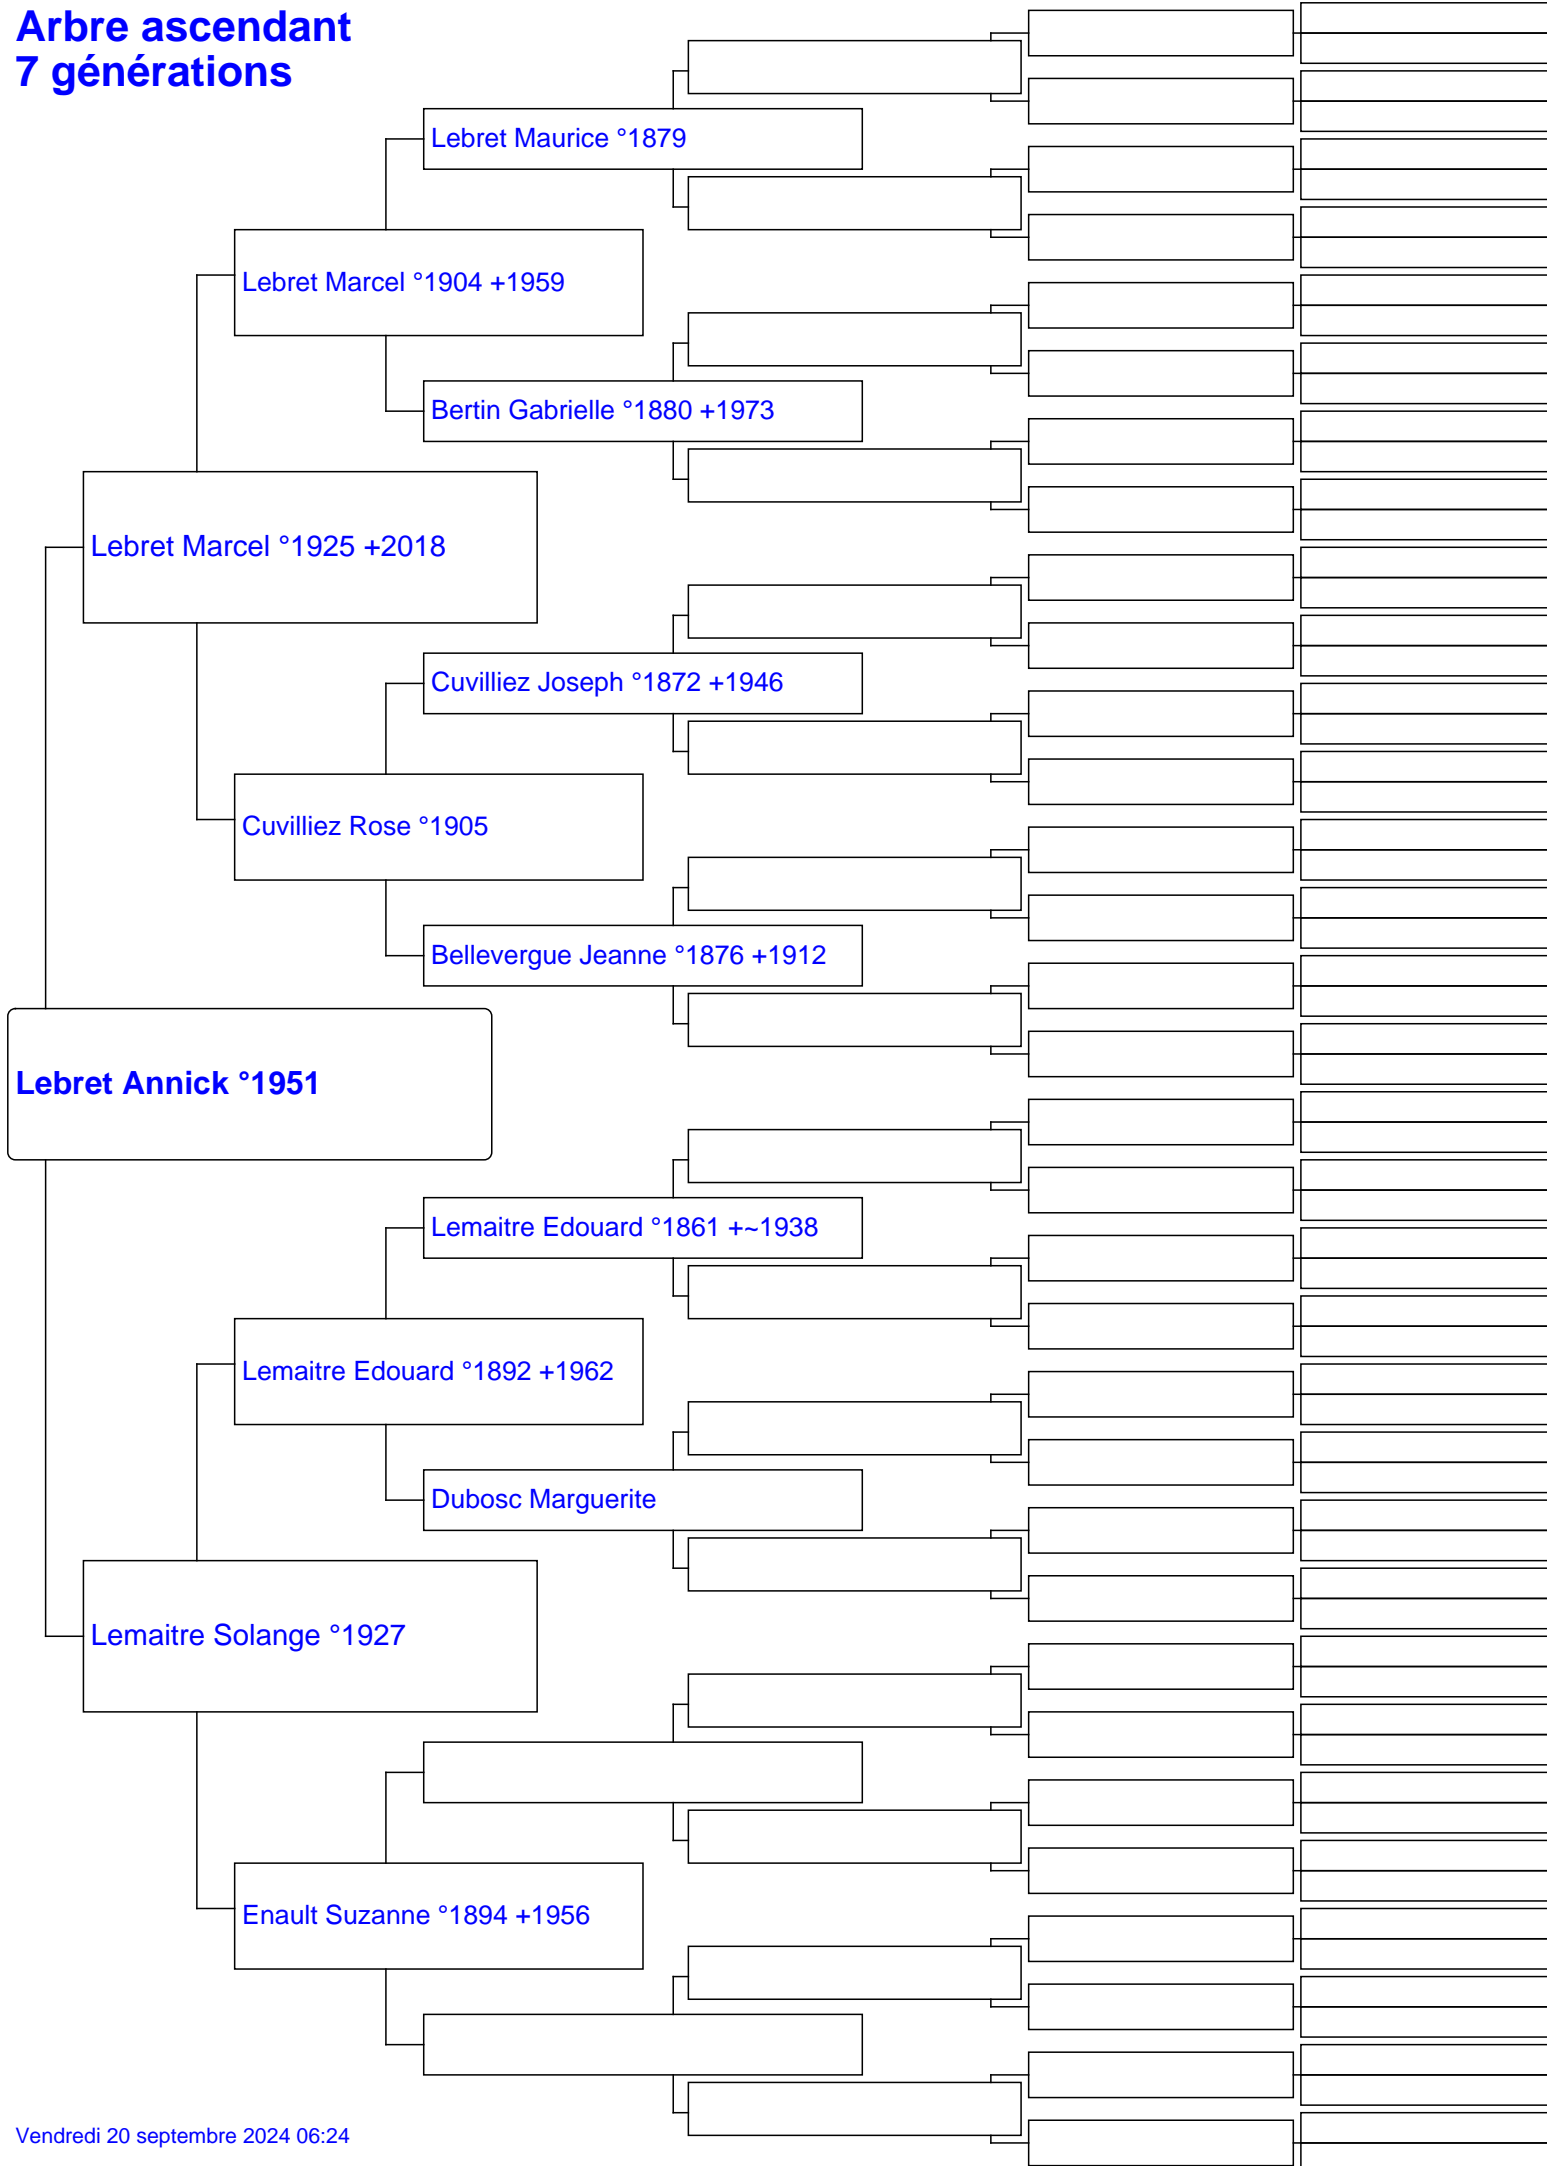 Arbre ascendant
7 générations
Lebret Maurice °1879
Lebret Marcel °1904 +1959
Bertin Gabrielle °1880 +1973
Lebret Marcel °1925 +2018
Cuvilliez Joseph °1872 +1946
Cuvilliez Rose °1905
Bellevergue Jeanne °1876 +1912
Lebret Annick °1951
Lemaitre Edouard °1861 +~1938
Lemaitre Edouard °1892 +1962
Dubosc Marguerite
Lemaitre Solange °1927
Enault Suzanne °1894 +1956
Vendredi 20 septembre 2024 06:24